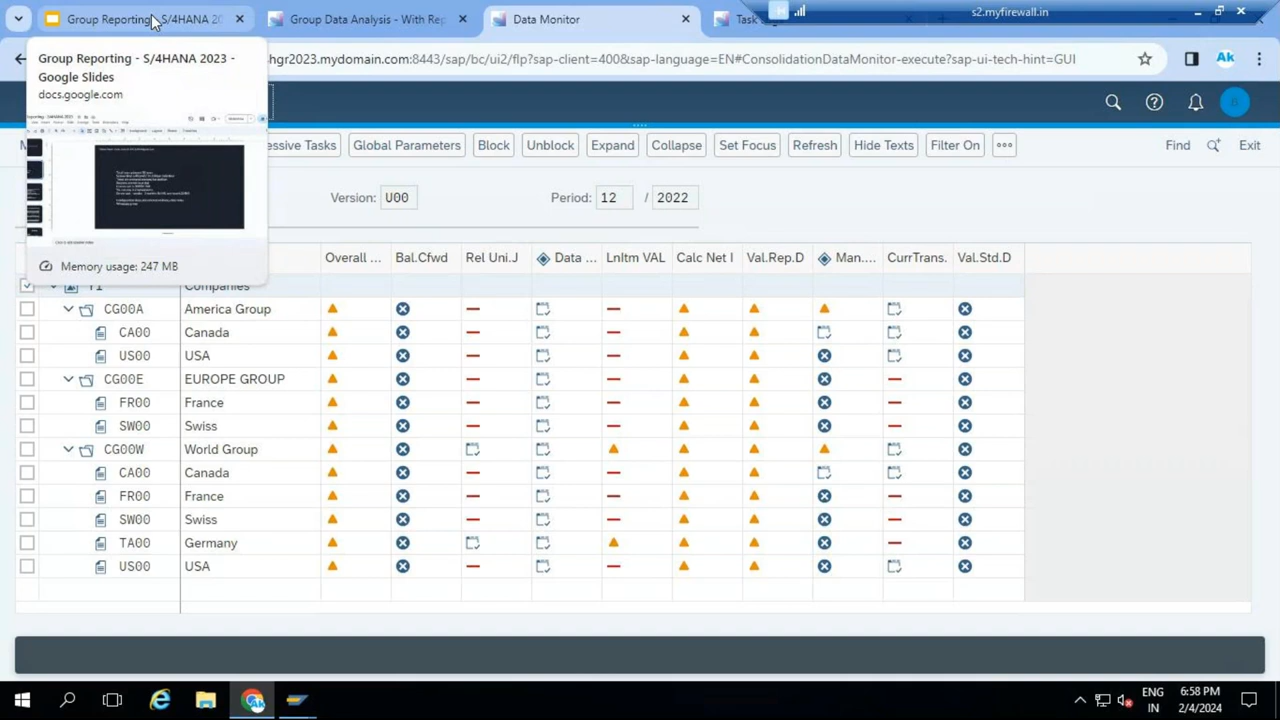 Group Reporting - S/4HANA 20
Group Data Analysis - With Rep
Data Monitor
Task
s2.myfirewall.in
hgr2023.mydomain.com:8443/sap/bc/ui2/flp?sap-client=400&sap-language=EN#ConsolidationDataMonitor-execute?sap-ui-tech-hint=GUI
Ak
Group Reporting - S/4HANA 2023 -
Google Slides
docs.google.com
Memory usage: 247 MB
essive Tasks Global Parameters Block Unblock Expand Collapse Set Focus Refresh Hide Texts Filter On Find Exit
Version: U00 Period: 12 / 2022
Overall ... Bal.Cfwd Rel Uni.J Data ... LnItm VAL Calc Net I Val.Rep.D Man.... CurrTrans. Val.Std.D
Y1 Companies
CG00A America Group
CA00 Canada
US00 USA
CG00E EUROPE GROUP
FR00 France
SW00 Swiss
CG00W World Group
CA00 Canada
FR00 France
SW00 Swiss
TA00 Germany
US00 USA
ENG
IN
6:58 PM
2/4/2024